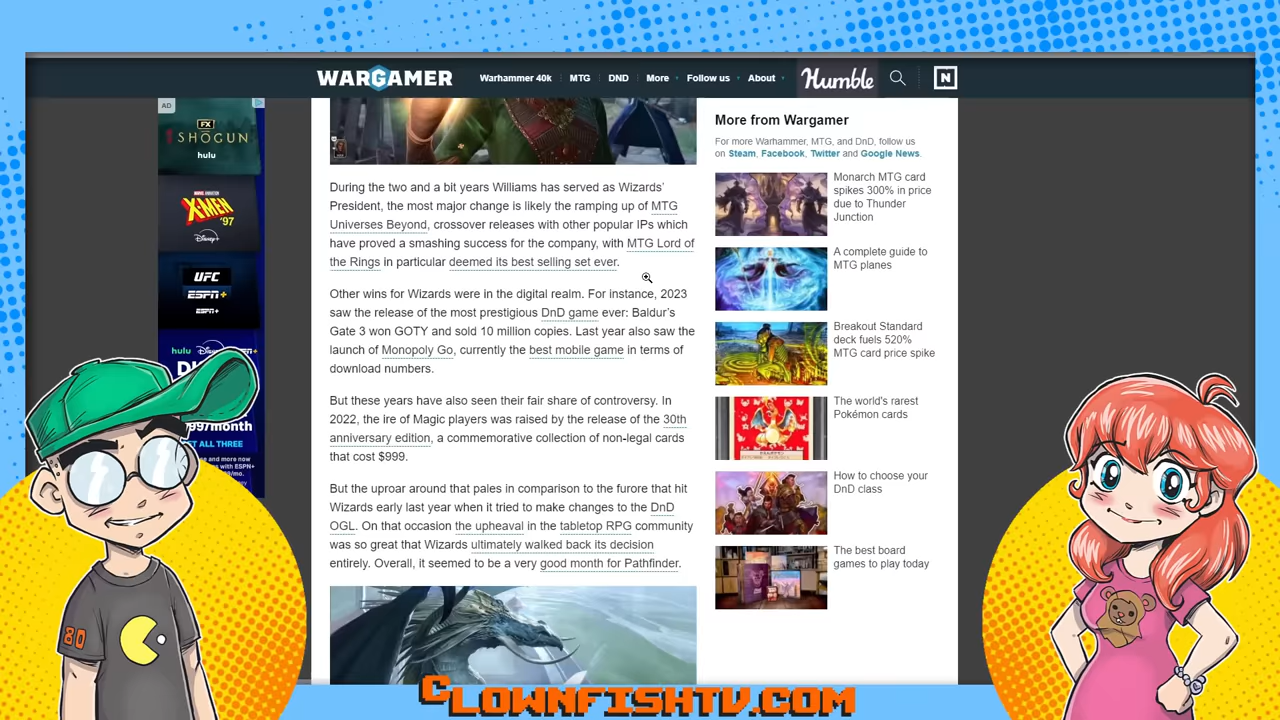 WARGAMER
Warhammer 40k MTG DND More Follow us About Humble N
AD
FX
SHŌGUN
hulu
X-MEN
'97
Disney+
UFC
ESPN+
ESPN+
hulu
/month
GET ALL THREE
During the two and a bit years Williams has served as Wizards'
President, the most major change is likely the ramping up of MTG
Universes Beyond, crossover releases with other popular IPs which
have proved a smashing success for the company, with MTG Lord of
the Rings in particular deemed its best selling set ever.
Other wins for Wizards were in the digital realm. For instance, 2023
saw the release of the most prestigious DnD game ever: Baldur's
Gate 3 won GOTY and sold 10 million copies. Last year also saw the
launch of Monopoly Go, currently the best mobile game in terms of
download numbers.
But these years have also seen their fair share of controversy. In
2022, the ire of Magic players was raised by the release of the 30th
anniversary edition, a commemorative collection of non-legal cards
that cost $999.
But the uproar around that pales in comparison to the furore that hit
Wizards early last year when it tried to make changes to the DnD
OGL. On that occasion the upheaval in the tabletop RPG community
was so great that Wizards ultimately walked back its decision
entirely. Overall, it seemed to be a very good month for Pathfinder.
More from Wargamer
For more Warhammer, MTG, and DnD, follow us
on Steam, Facebook, Twitter and Google News.
Monarch MTG card
spikes 300% in price
due to Thunder
Junction
A complete guide to
MTG planes
Breakout Standard
deck fuels 520%
MTG card price spike
The world's rarest
Pokémon cards
How to choose your
DnD class
The best board
games to play today
80
CLOWNFISHTV.COM